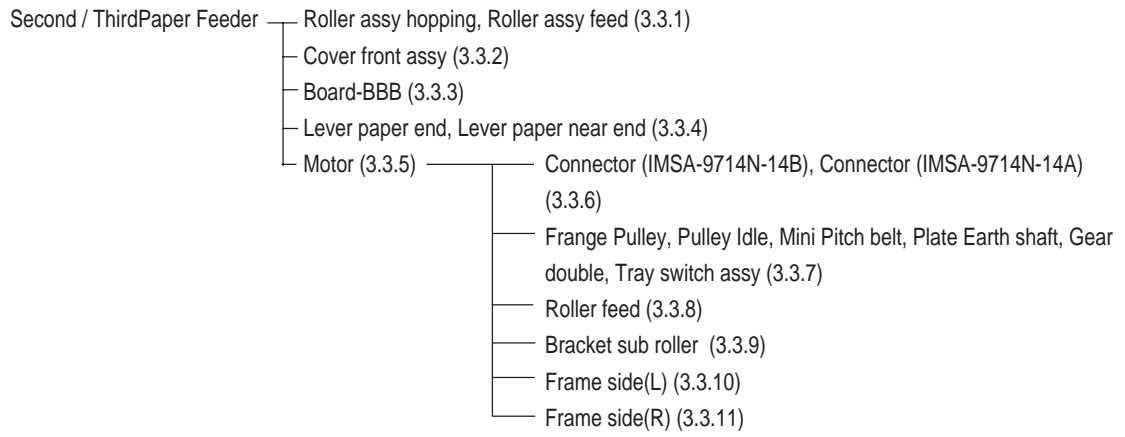 Second / ThirdPaper Feeder
Roller assy hopping, Roller assy feed (3.3.1)
Cover front assy (3.3.2)
Board-BBB (3.3.3)
Lever paper end, Lever paper near end (3.3.4)
Motor (3.3.5)
Connector (IMSA-9714N-14B), Connector (IMSA-9714N-14A)
(3.3.6)
Frange Pulley, Pulley Idle, Mini Pitch belt, Plate Earth shaft, Gear
double, Tray switch assy (3.3.7)
Roller feed (3.3.8)
Bracket sub roller (3.3.9)
Frame side(L) (3.3.10)
Frame side(R) (3.3.11)